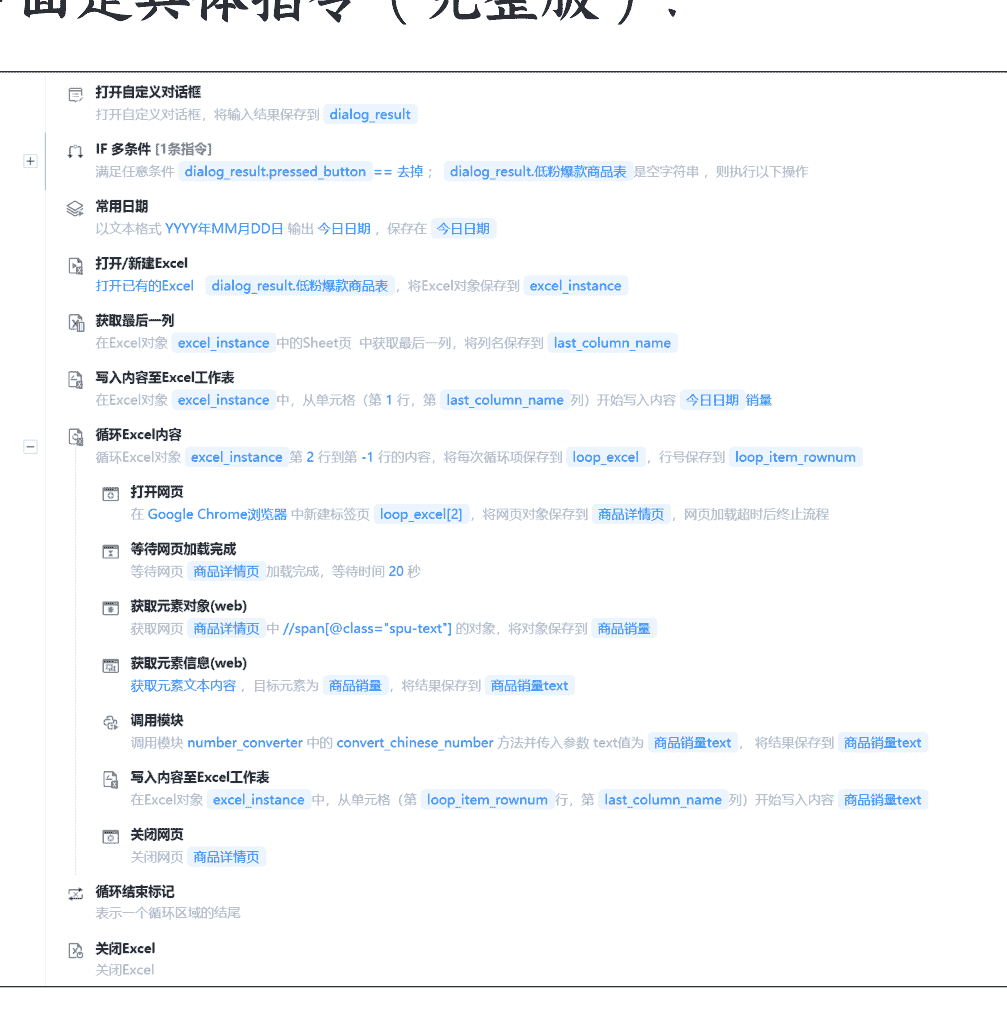 下面是具体指令（完整版）：
打开自定义对话框
打开自定义对话框，将输入结果保存到 dialog_result
IF 多条件 [1条指令]
满足任意条件 dialog_result.pressed_button == 去掉； dialog_result.低粉爆款商品表 是空字符串，则执行以下操作
常用日期
以文本格式 YYYY年MM月DD日 输出 今日日期，保存在 今日日期
打开/新建Excel
打开已有的Excel dialog_result.低粉爆款商品表，将Excel对象保存到 excel_instance
获取最后一列
在Excel对象 excel_instance 中的Sheet页 中获取最后一列，将列名保存到 last_column_name
写入内容至Excel工作表
在Excel对象 excel_instance 中，从单元格（第 1 行，第 last_column_name 列）开始写入内容 今日日期 销量
循环Excel内容
循环Excel对象 excel_instance 第 2 行到第 -1 行的内容，将每次循环项保存到 loop_excel，行号保存到 loop_item_rownum
打开网页
在 Google Chrome浏览器 中新建标签页 loop_excel[2]，将网页对象保存到 商品详情页，网页加载超时后终止流程
等待网页加载完成
等待网页 商品详情页 加载完成，等待时间 20 秒
获取元素对象(web)
获取网页 商品详情页 中 //span[@class="spu-text"] 的对象，将对象保存到 商品销量
获取元素信息(web)
获取元素文本内容，目标元素为 商品销量，将结果保存到 商品销量text
调用模块
调用模块 number_converter 中的 convert_chinese_number 方法并传入参数 text值为 商品销量text， 将结果保存到 商品销量text
写入内容至Excel工作表
在Excel对象 excel_instance 中，从单元格（第 loop_item_rownum 行，第 last_column_name 列）开始写入内容 商品销量text
关闭网页
关闭网页 商品详情页
循环结束标记
表示一个循环区域的结尾
关闭Excel
关闭Excel